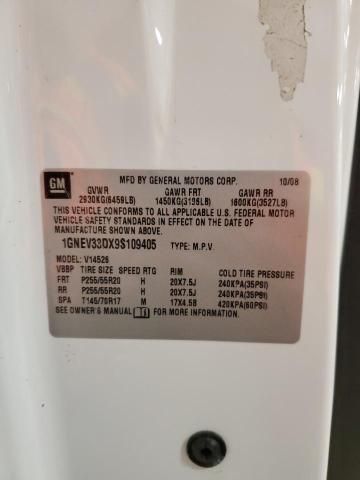 GM
MFD BY GENERAL MOTORS CORP. 10/08
GVWR GAWR FRT GAWR RR
2930KG(6459LB) 1450KG(3196LB) 1600KG(3527LB)
THIS VEHICLE CONFORMS TO ALL APPLICABLE U.S. FEDERAL MOTOR
VEHICLE SAFETY STANDARDS IN EFFECT ON THE DATE OF
MANUFACTURE SHOWN ABOVE.
1GNEV33DX9S109405 TYPE: M.P.V.
MODEL: V14526
VBBP TIRE SIZE SPEED RTG RIM COLD TIRE PRESSURE
FRT P255/55R20 H 20X7.5J 240KPA(35PSI)
RR P255/55R20 H 20X7.5J 240KPA(35PSI)
SPA T145/70R17 M 17X4.5B 420KPA(60PSI)
SEE OWNER'S MANUAL FOR MORE INFORMATION.